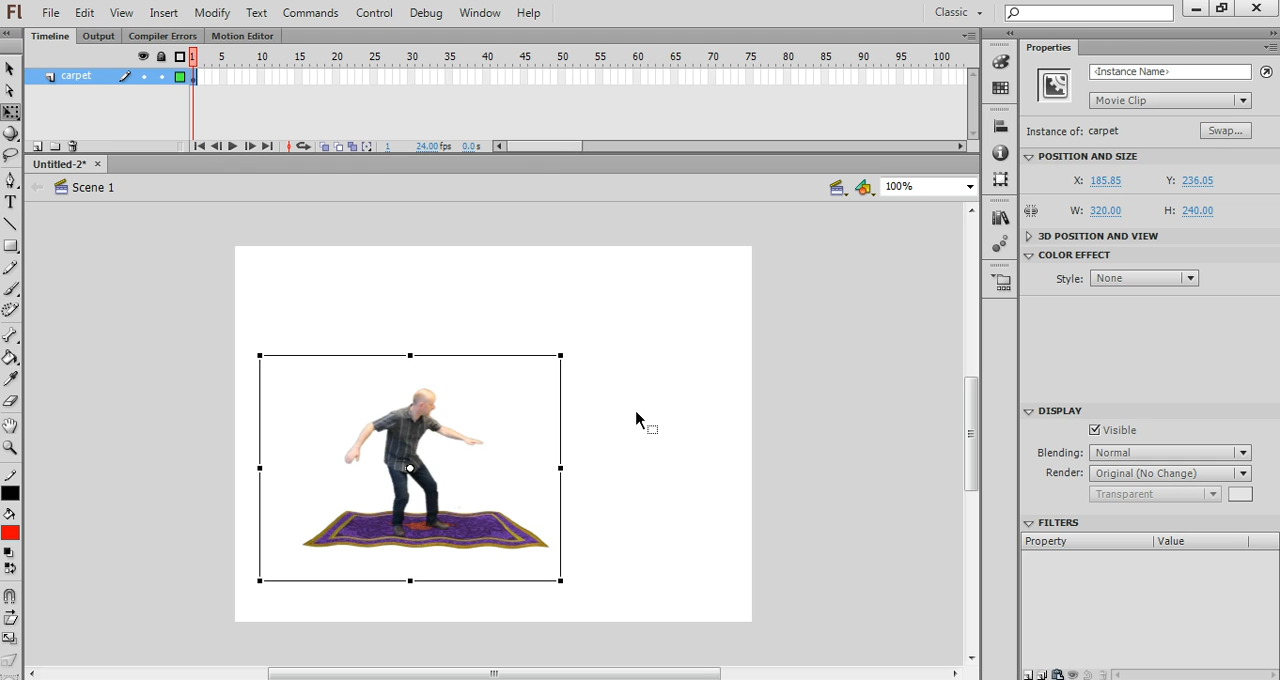 Fl File Edit View Insert Modify Text Commands Control Debug Window Help Classic
Timeline Output Compiler Errors Motion Editor
1 5 10 15 20 25 30 35 40 45 50 55 60 65 70 75 80 85 90 95 100
carpet
1 24.00 fps 0.0 s
Untitled-2* ×
Scene 1 100%
T
Properties
<Instance Name>
Movie Clip
Instance of: carpet Swap...
POSITION AND SIZE
X: 185.85 Y: 236.05
W: 320.00 H: 240.00
3D POSITION AND VIEW
COLOR EFFECT
Style: None
DISPLAY
Visible
Blending: Normal
Render: Original (No Change)
Transparent
FILTERS
Property Value